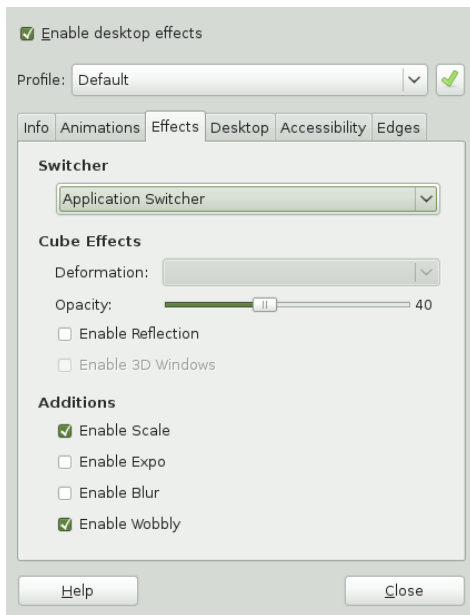 Enable desktop effects
Profile: Default
Info Animations Effects Desktop Accessibility Edges
Switcher
Application Switcher
Cube Effects
Deformation:
Opacity: 40
Enable Reflection
Enable 3D Windows
Additions
Enable Scale
Enable Expo
Enable Blur
Enable Wobbly
Help Close